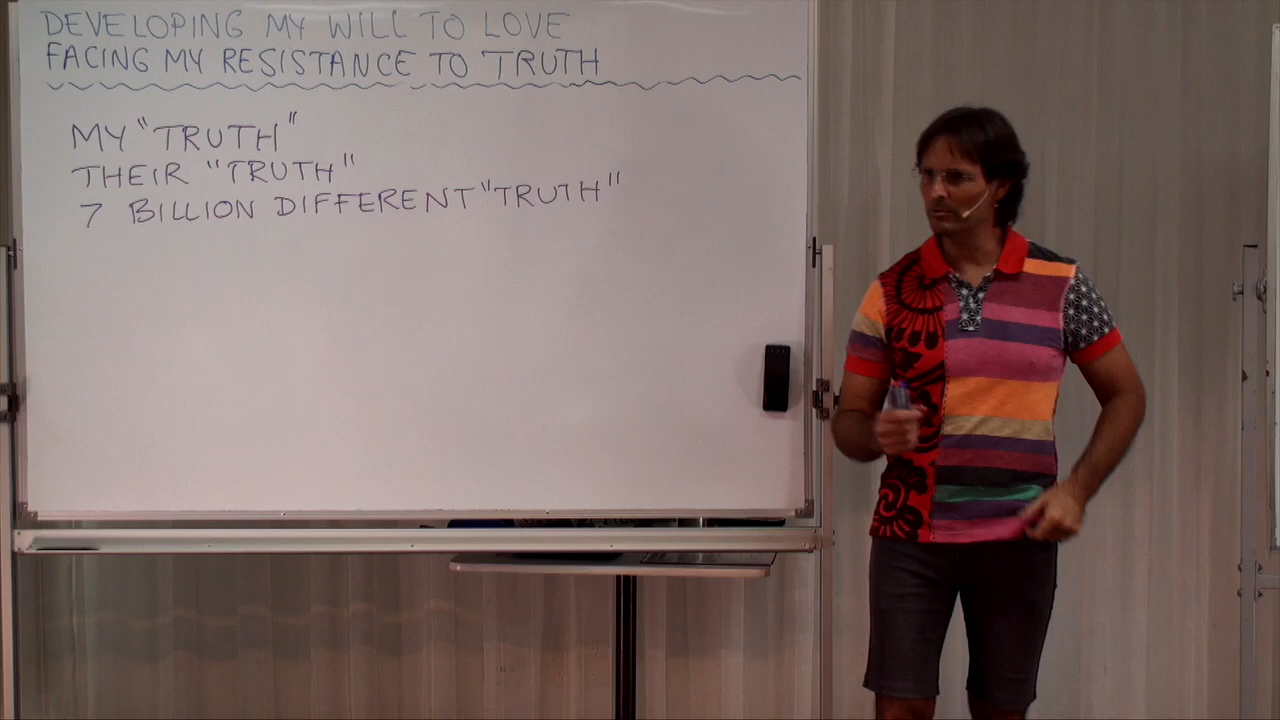 DEVELOPING MY WILL TO LOVE
FACING MY RESISTANCE TO TRUTH
MY "TRUTH"
THEIR "TRUTH"
7 BILLION DIFFERENT "TRUTH"